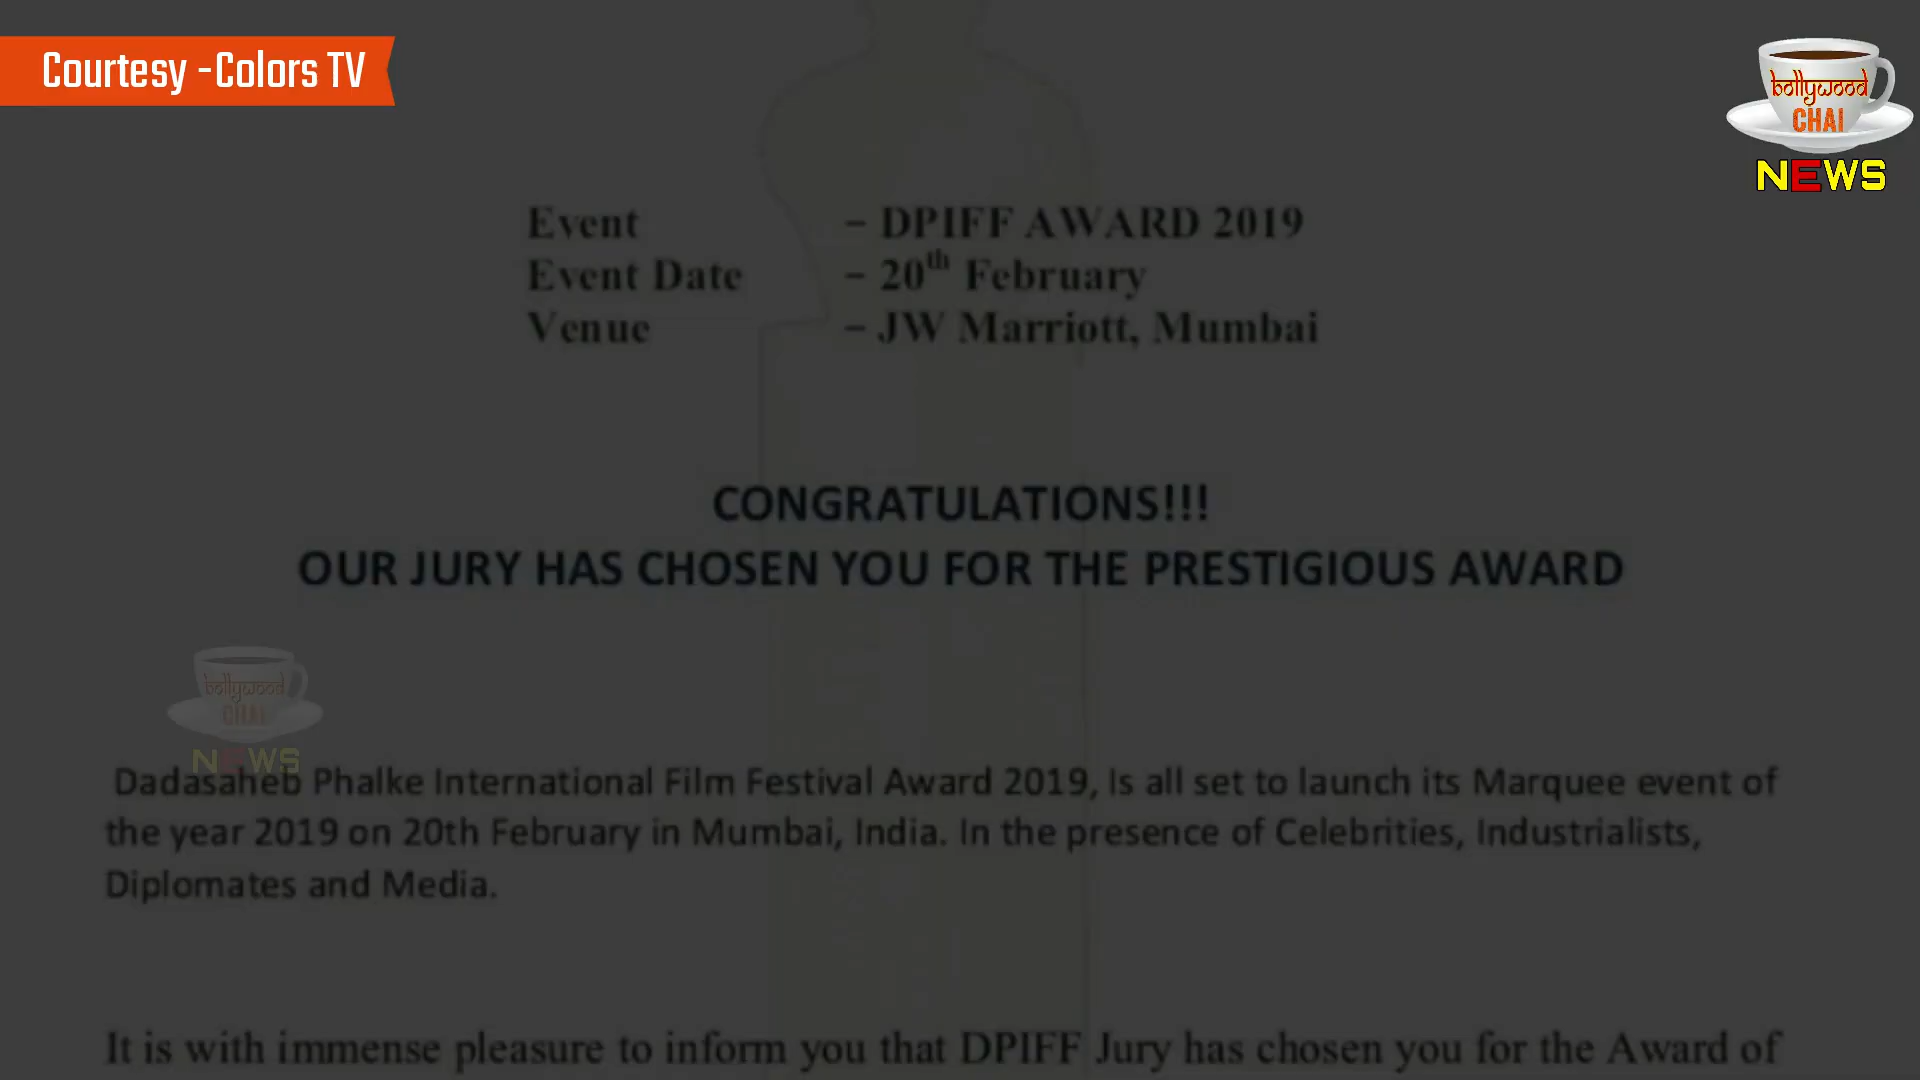 Courtesy -Colors TV
bollywood
CHAI
NEWS
Event – DPIFF AWARD 2019
Event Date – 20th February
Venue – JW Marriott, Mumbai
CONGRATULATIONS!!!
OUR JURY HAS CHOSEN YOU FOR THE PRESTIGIOUS AWARD
bollywood
CHAI
NEWS
Dadasaheb Phalke International Film Festival Award 2019, Is all set to launch its Marquee event of
the year 2019 on 20th February in Mumbai, India. In the presence of Celebrities, Industrialists,
Diplomates and Media.
It is with immense pleasure to inform you that DPIFF Jury has chosen you for the Award of